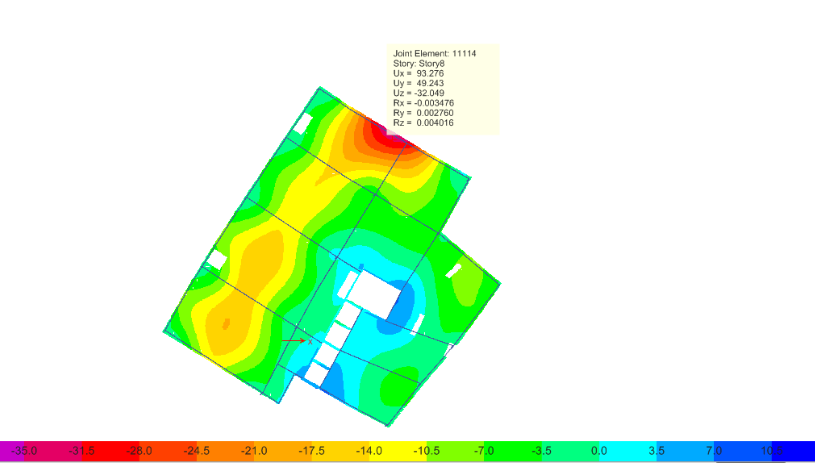 Joint Element: 11114
Story: Story8
Ux = 93.276
Uy = 49.243
Uz = -32.049
Rx = -0.003476
Ry = 0.002760
Rz = 0.004016
X
-35.0 -31.5 -28.0 -24.5 -21.0 -17.5 -14.0 -10.5 -7.0 -3.5 0.0 3.5 7.0